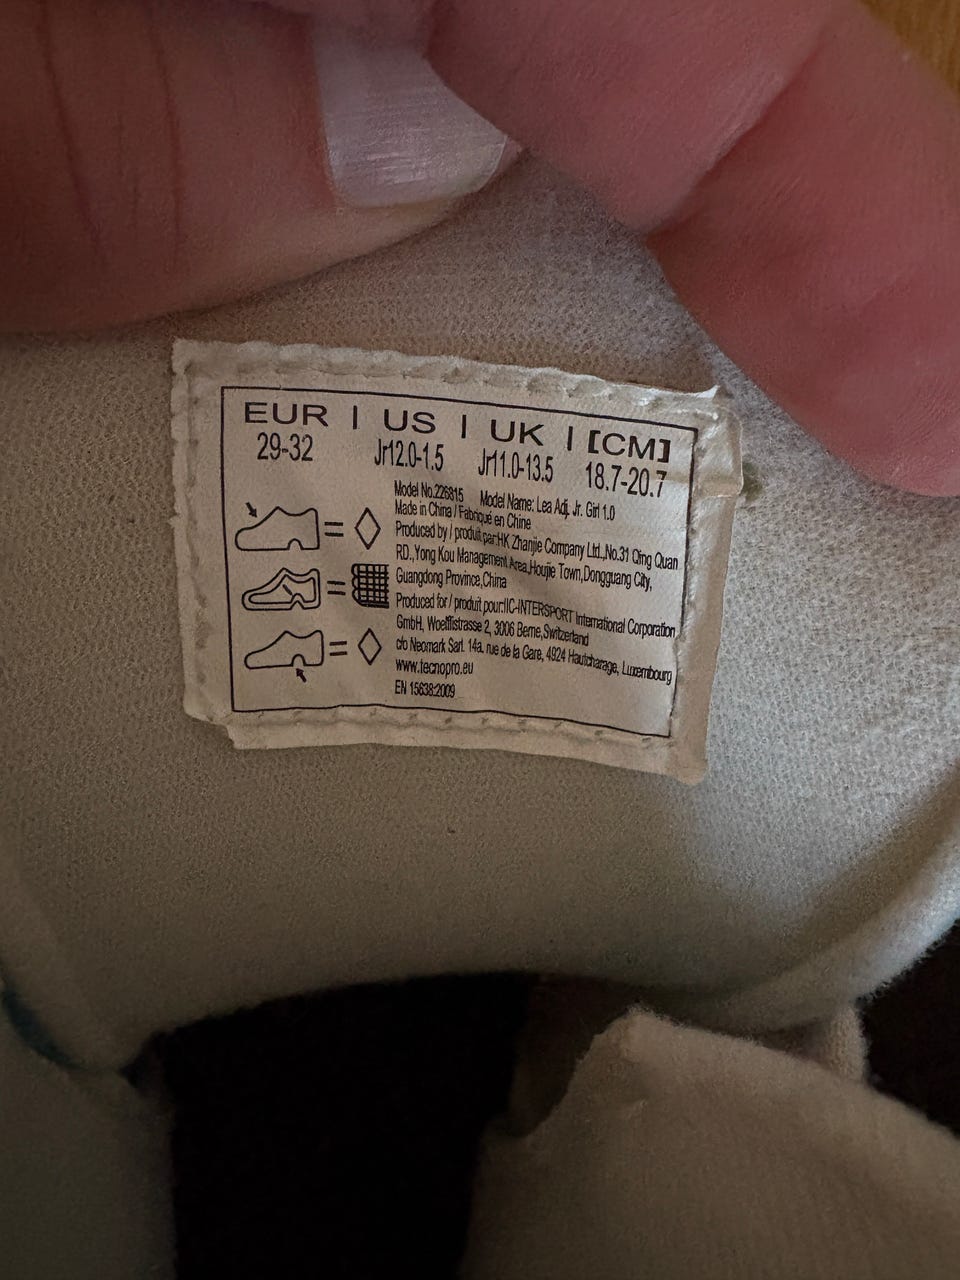 EUR | US | UK | [CM]
29-32 Jr12.0-1.5 Jr11.0-13.5 18.7-20.7
Model No.226815 Model Name: Lea Adj. Jr. Girl 1.0
Made in China / Fabriqué en Chine
Produced by / produit par:HK Zhanjie Company Ltd.,No.31 Qing Quan
RD.,Yong Kou Management Area,Houjie Town,Dongguang City,
Guangdong Province,China
Produced for / produit pour:IIC-INTERSPORT International Corporation
GmbH, Woelflistrasse 2, 3006 Berne,Switzerland
c/o Neomark Sarl. 14a. rue de la Gare, 4924 Hautcharage, Luxembourg
www.tecnopro.eu
EN 15638:2009